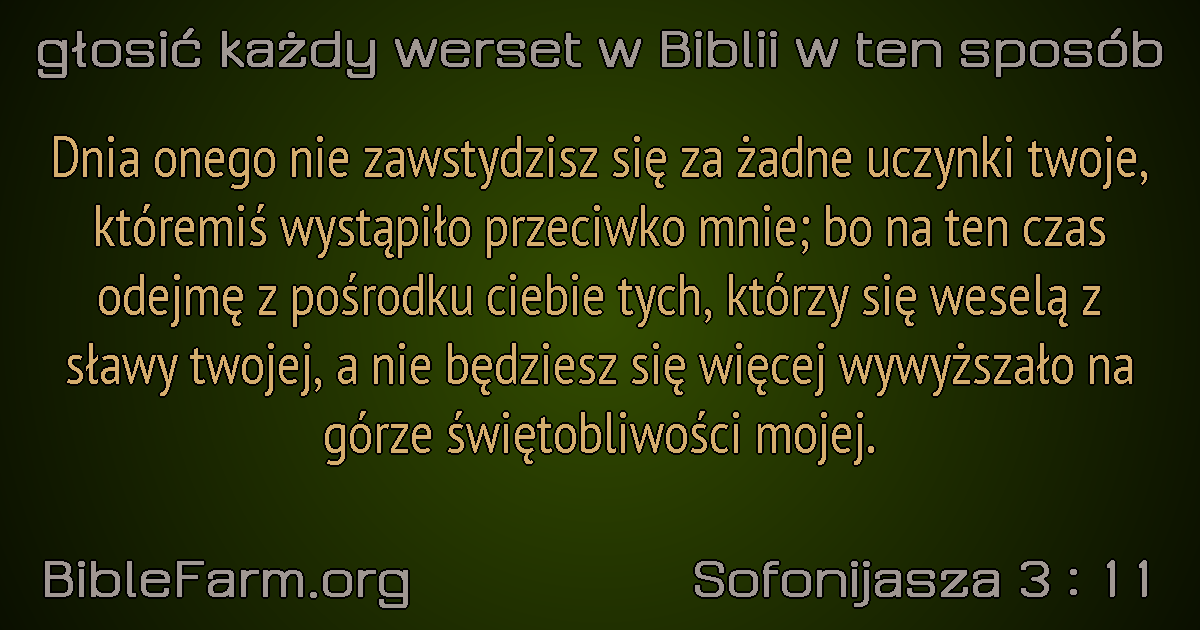 głosić każdy werset w Biblii w ten sposób
Dnia onego nie zawstydzisz się za żadne uczynki twoje,
któremiś wystąpiło przeciwko mnie; bo na ten czas
odejmę z pośrodku ciebie tych, którzy się weselą z
sławy twojej, a nie będziesz się więcej wywyższało na
górze świętobliwości mojej.
BibleFarm.org
Sofonijasza 3 : 11